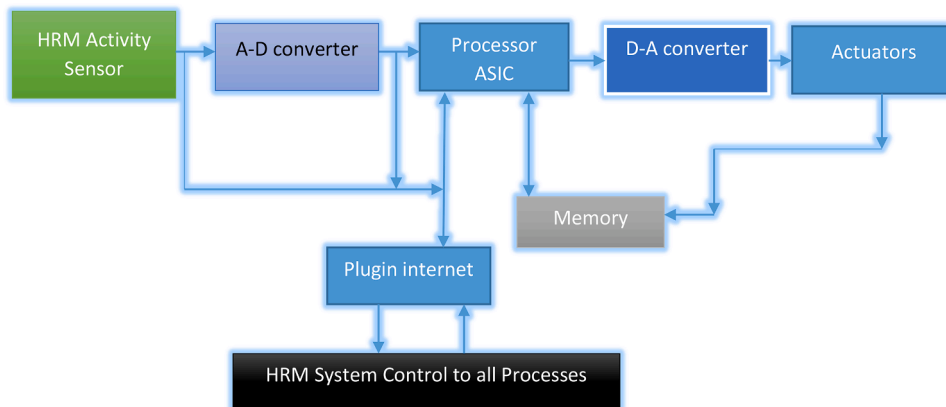 HRM Activity
Sensor
A-D converter
Processor
ASIC
D-A converter
Actuators
Memory
Plugin internet
HRM System Control to all Processes